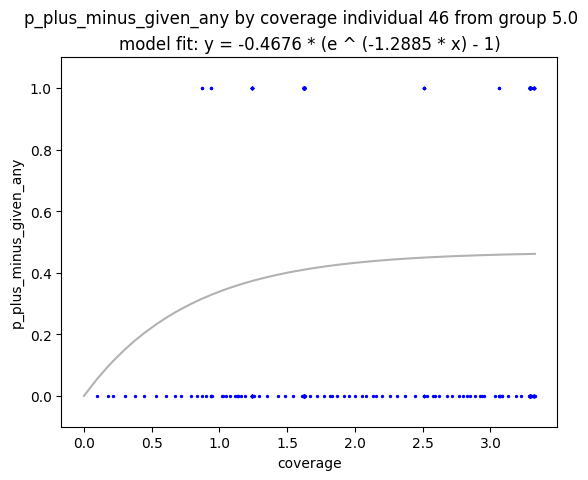 p_plus_minus_given_any by coverage individual 46 from group 5.0
model fit: y = -0.4676 * (e ^ (-1.2885 * x) - 1)
1.0
0.8
0.6
0.4
0.2
0.0
p_plus_minus_given_any
0.0 0.5 1.0 1.5 2.0 2.5 3.0
coverage